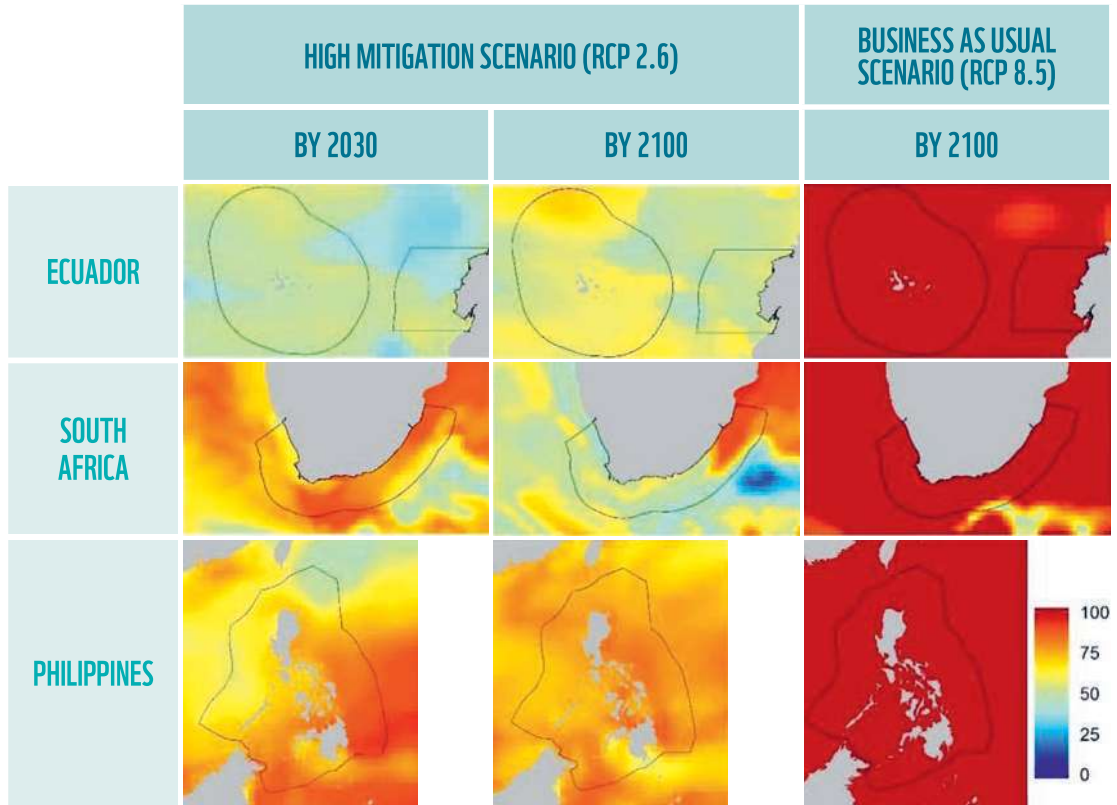 HIGH MITIGATION SCENARIO (RCP 2.6)
BUSINESS AS USUAL
SCENARIO (RCP 8.5)
BY 2030
BY 2100
BY 2100
ECUADOR
SOUTH
AFRICA
PHILIPPINES
100
75
50
25
0